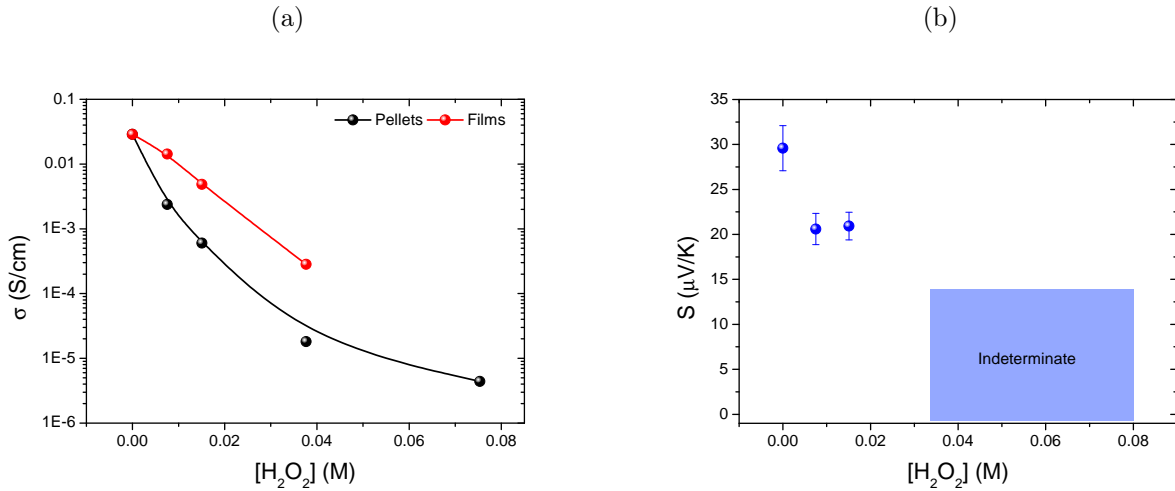 (a)
(b)
0.1
0.01
1E-3
1E-4
1E-5
1E-6
σ (S/cm)
Pellets
Films
0.00
0.02
0.04
0.06
0.08
[H₂O₂] (M)
35
30
25
20
15
10
5
0
S (μV/K)
Indeterminate
0.00
0.02
0.04
0.06
0.08
[H₂O₂] (M)